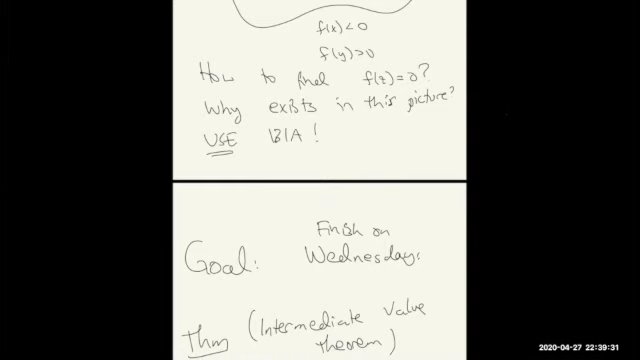 f(x)<0
f(y)>0
How to find f(z)=0?
Why exists in this picture?
USE BIA!
Finish on
Goal: Wednesday:
Thm (Intermediate Value
Theorem)
2020-04-27 22:39:31